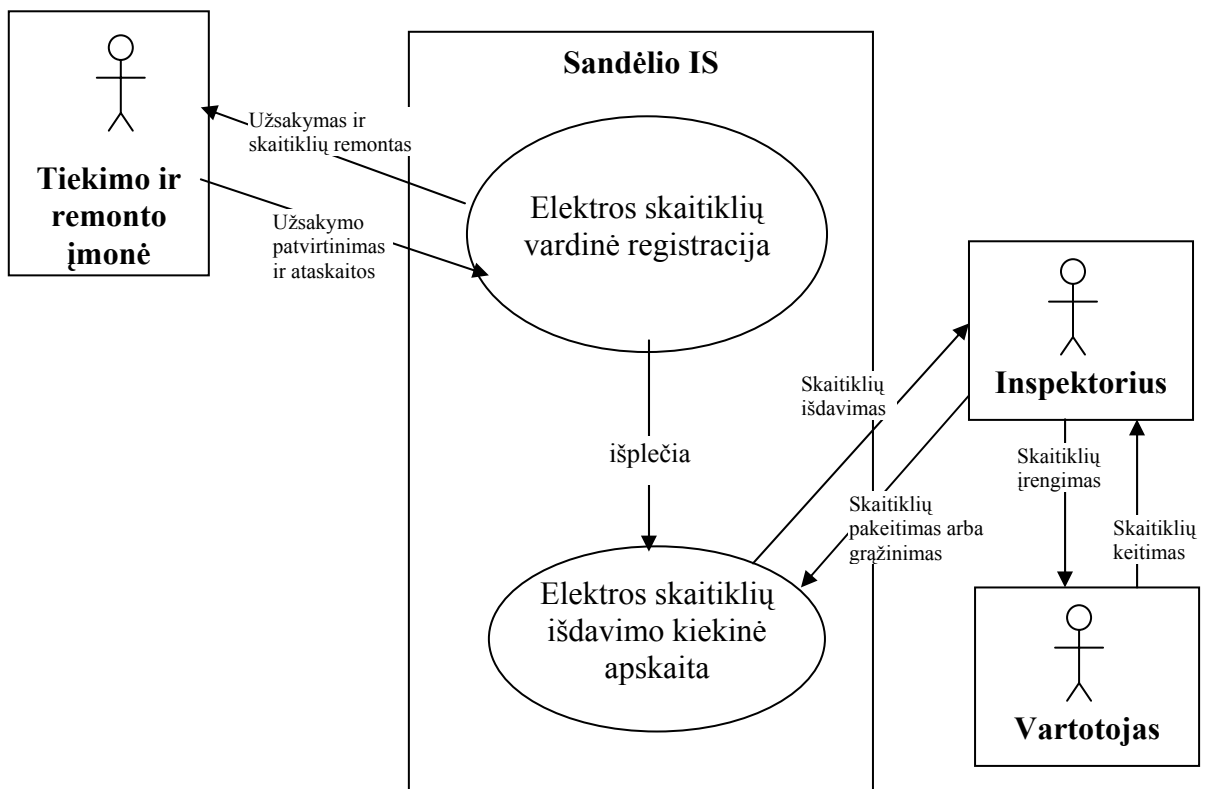 Sandėlio IS
Užsakymas ir
skaitiklių remontas
Tiekimo ir
remonto
įmonė
Užsakymo
patvirtinimas
ir ataskaitos
Elektros skaitiklių
vardinė registracija
išplečia
Skaitiklių
išdavimas
Inspektorius
Skaitiklių
įrengimas
Skaitiklių
pakeitimas arba
grąžinimas
Skaitiklių
keitimas
Elektros skaitiklių
išdavimo kiekinė
apskaita
Vartotojas